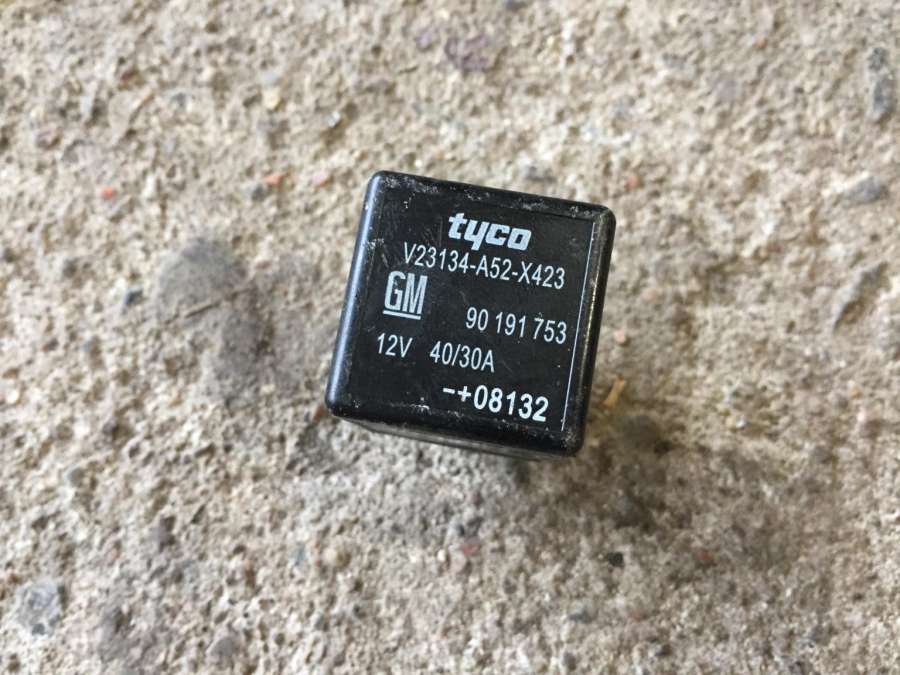 tyco
V23134-A52-X423
GM
90 191 753
12V 40/30A
-+08132